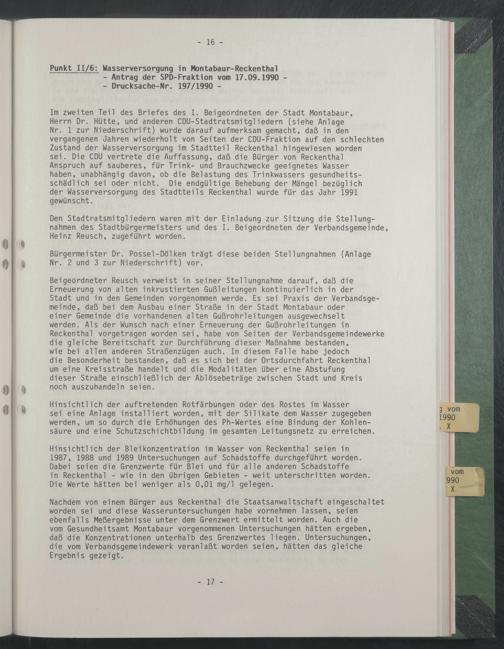 - 16 -
Punkt II/6: Wasserversorgung in Montabaur-Reckenthal
- Antrag der SPD-Fraktion vom 17.09.1990 -
- Drucksache-Nr. 197/1990 -
Im zweiten Teil des Briefes des I. Beigeordneten der Stadt Montabaur,
Herrn Dr. Hütte, und anderen CDU-Stadtratsmitgliedern (siehe Anlage
Nr. 1 zur Niederschrift) wurde darauf aufmerksam gemacht, daß in den
vergangenen Jahren wiederholt von Seiten der CDU-Fraktion auf den schlechten
Zustand der Wasserversorgung im Stadtteil Reckenthal hingewiesen worden
sei. Die CDU vertrete die Auffassung, daß die Bürger von Reckenthal
Anspruch auf sauberes, für Trink- und Brauchzwecke geeignetes Wasser
haben, unabhängig davon, ob die Belastung des Trinkwassers gesundheits-
schädlich sei oder nicht. Die endgültige Behebung der Mängel bezüglich
der Wasserversorgung des Stadtteils Reckenthal wurde für das Jahr 1991
gewünscht.
Den Stadtratsmitgliedern waren mit der Einladung zur Sitzung die Stellung-
nahmen des Stadtbürgermeisters und des I. Beigeordneten der Verbandsgemeinde,
Heinz Reusch, zugeführt worden.
Bürgermeister Dr. Possel-Dölken trägt diese beiden Stellungnahmen (Anlage
Nr. 2 und 3 zur Niederschrift) vor.
Beigeordneter Reusch verweist in seiner Stellungnahme darauf, daß die
Erneuerung von alten inkrustierten Gußleitungen kontinuierlich in der
Stadt und in den Gemeinden vorgenommen werde. Es sei Praxis der Verbandsge-
meinde, daß bei dem Ausbau einer Straße in der Stadt Montabaur oder
einer Gemeinde die vorhandenen alten Gußrohrleitungen ausgewechselt
werden. Als der Wunsch nach einer Erneuerung der Gußrohrleitungen in
Reckenthal vorgetragen worden sei, habe von Seiten der Verbandsgemeindewerke
die gleiche Bereitschaft zur Durchführung dieser Maßnahme bestanden,
wie bei allen anderen Straßenzügen auch. In diesem Falle habe jedoch
die Besonderheit bestanden, daß es sich bei der Ortsdurchfahrt Reckenthal
um eine Kreisstraße handelt und die Modalitäten über eine Abstufung
dieser Straße einschließlich der Ablösebeträge zwischen Stadt und Kreis
noch auszuhandeln seien.
Hinsichtlich der auftretenden Rotfärbungen oder des Rostes im Wasser
sei eine Anlage installiert worden, mit der Silikate dem Wasser zugegeben
werden, um so durch die Erhöhungen des Ph-Wertes eine Bindung der Kohlen-
säure und eine Schutzschichtbildung im gesamten Leitungsnetz zu erreichen.
Hinsichtlich der Bleikonzentration im Wasser von Reckenthal seien in
1987, 1988 und 1989 Untersuchungen auf Schadstoffe durchgeführt worden.
Dabei seien die Grenzwerte für Blei und für alle anderen Schadstoffe
in Reckenthal - wie in den übrigen Gebieten - weit unterschritten worden.
Die Werte hätten bei weniger als 0,01 mg/l gelegen.
Nachdem von einem Bürger aus Reckenthal die Staatsanwaltschaft eingeschaltet
worden sei und diese Wasseruntersuchungen habe vornehmen lassen, seien
ebenfalls Meßergebnisse unter dem Grenzwert ermittelt worden. Auch die
vom Gesundheitsamt Montabaur vorgenommenen Untersuchungen hätten ergeben,
daß die Konzentrationen unterhalb des Grenzwertes liegen. Untersuchungen,
die vom Verbandsgemeindewerk veranlaßt worden seien, hätten das gleiche
Ergebnis gezeigt.
- 17 -
vom
1990
. X
vom
990
X